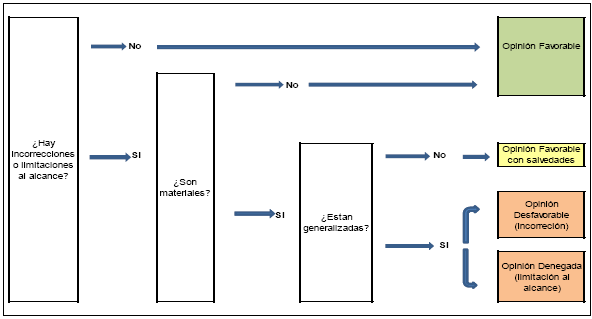 ¿Hay
incorrecciones
o limitaciones
al alcance?
No
SI
¿Son
materiales?
No
SI
¿Estan
generalizadas?
No
SI
Opinión Favorable
Opinión Favorable
con salvedades
Opinión
Desfavorable
(incorreción)
Opinión Denegada
(limitación al
alcance)